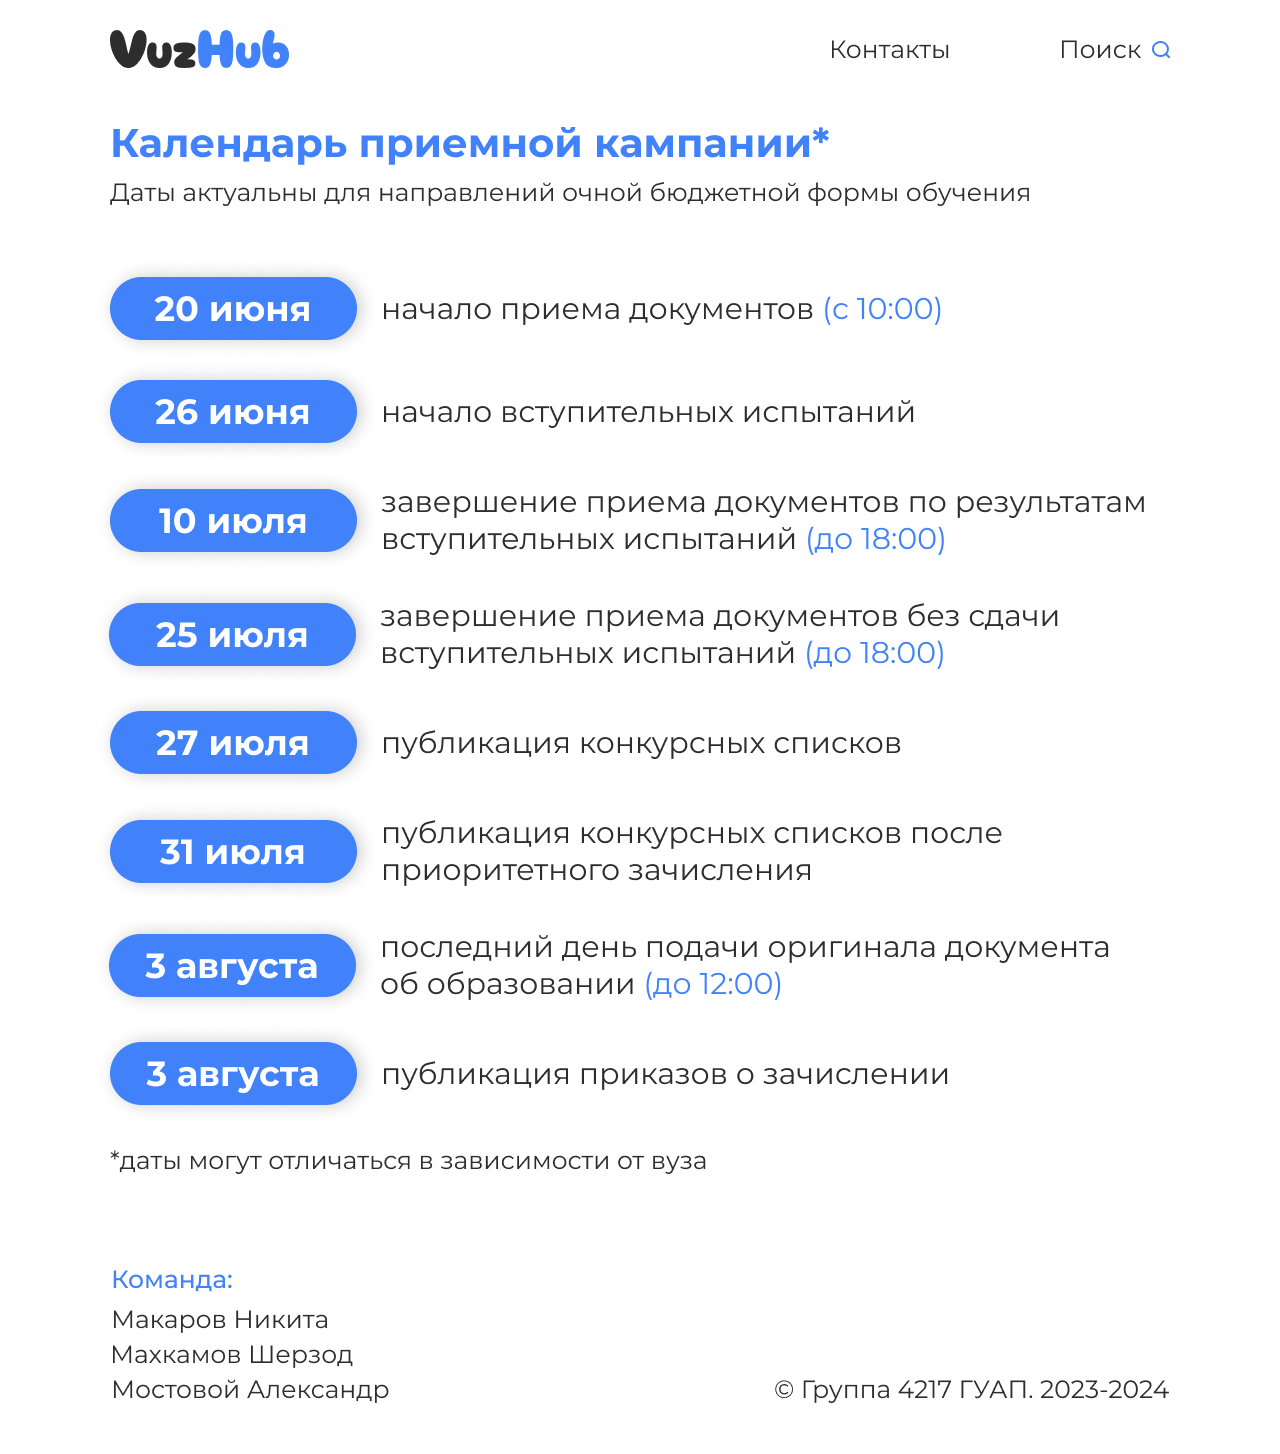 VuzHub
Контакты
Поиск
Календарь приемной кампании*
Даты актуальны для направлений очной бюджетной формы обучения
20 июня
начало приема документов (с 10:00)
26 июня
начало вступительных испытаний
10 июля
завершение приема документов по результатам
вступительных испытаний (до 18:00)
25 июля
завершение приема документов без сдачи
вступительных испытаний (до 18:00)
27 июля
публикация конкурсных списков
31 июля
публикация конкурсных списков после
приоритетного зачисления
3 августа
последний день подачи оригинала документа
об образовании (до 12:00)
3 августа
публикация приказов о зачислении
*даты могут отличаться в зависимости от вуза
Команда:
Макаров Никита
Махкамов Шерзод
Мостовой Александр
© Группа 4217 ГУАП. 2023-2024